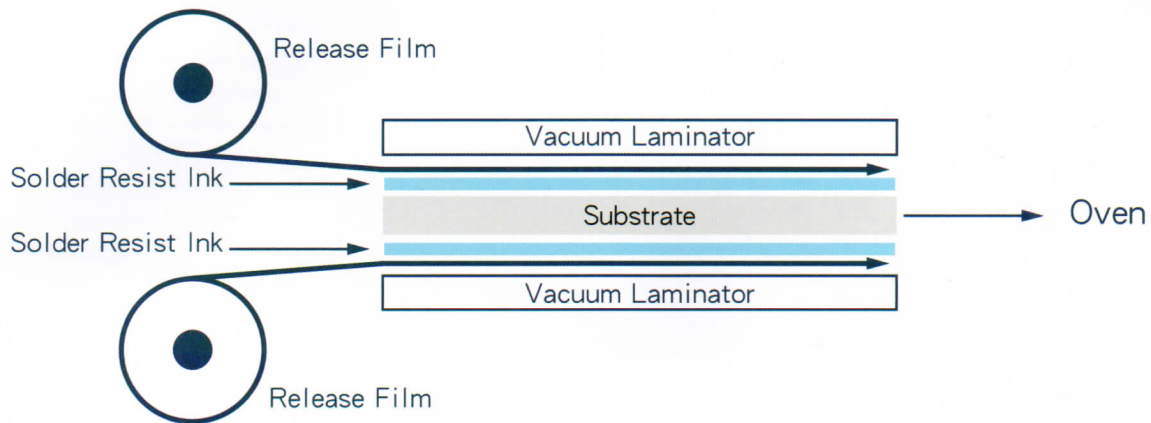 Release Film
Vacuum Laminator
Solder Resist Ink
Substrate
Oven
Solder Resist Ink
Vacuum Laminator
Release Film